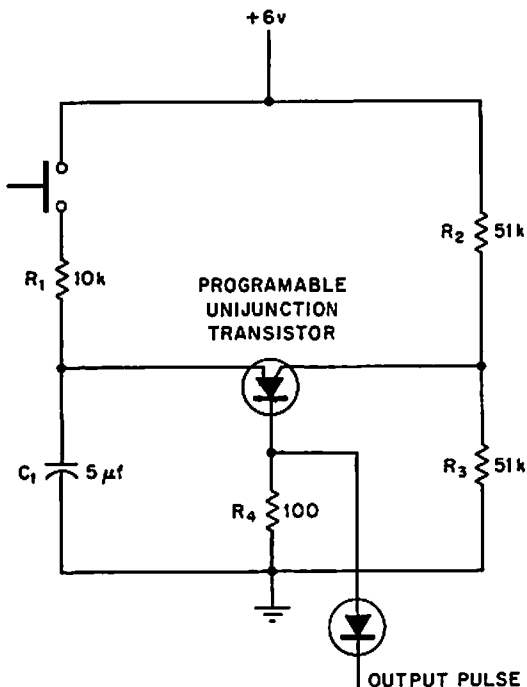 +6v
R2 51k
R1 10k
PROGRAMABLE
UNIJUNCTION
TRANSISTOR
C1 5 μf
R4 100
R3 51k
OUTPUT PULSE